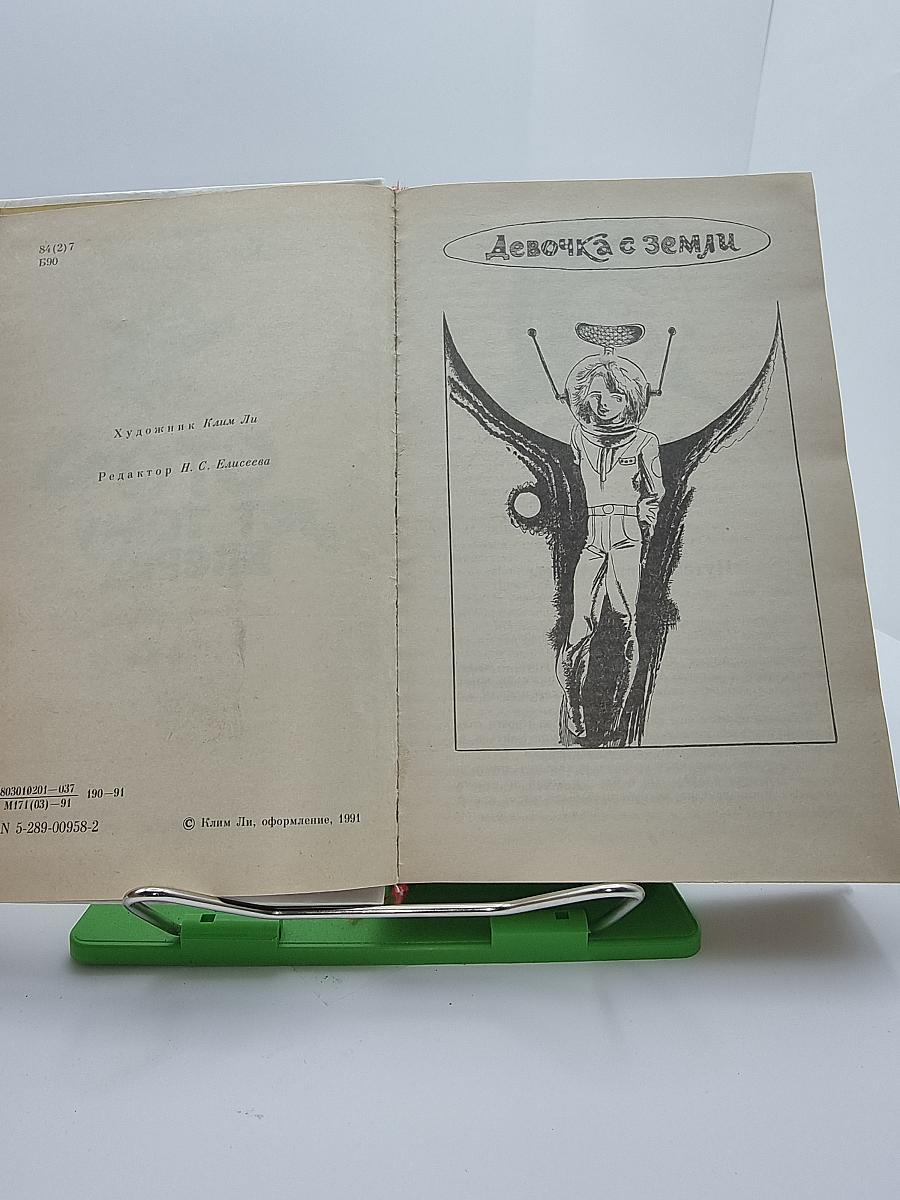 84(2)7
Б90
Художник Клим Ли
Редактор Н. С. Елисеева
803010201—037
М171(03)—91
190—91
N 5-289-00958-2
© Клим Ли, оформление, 1991
Девочка с земли